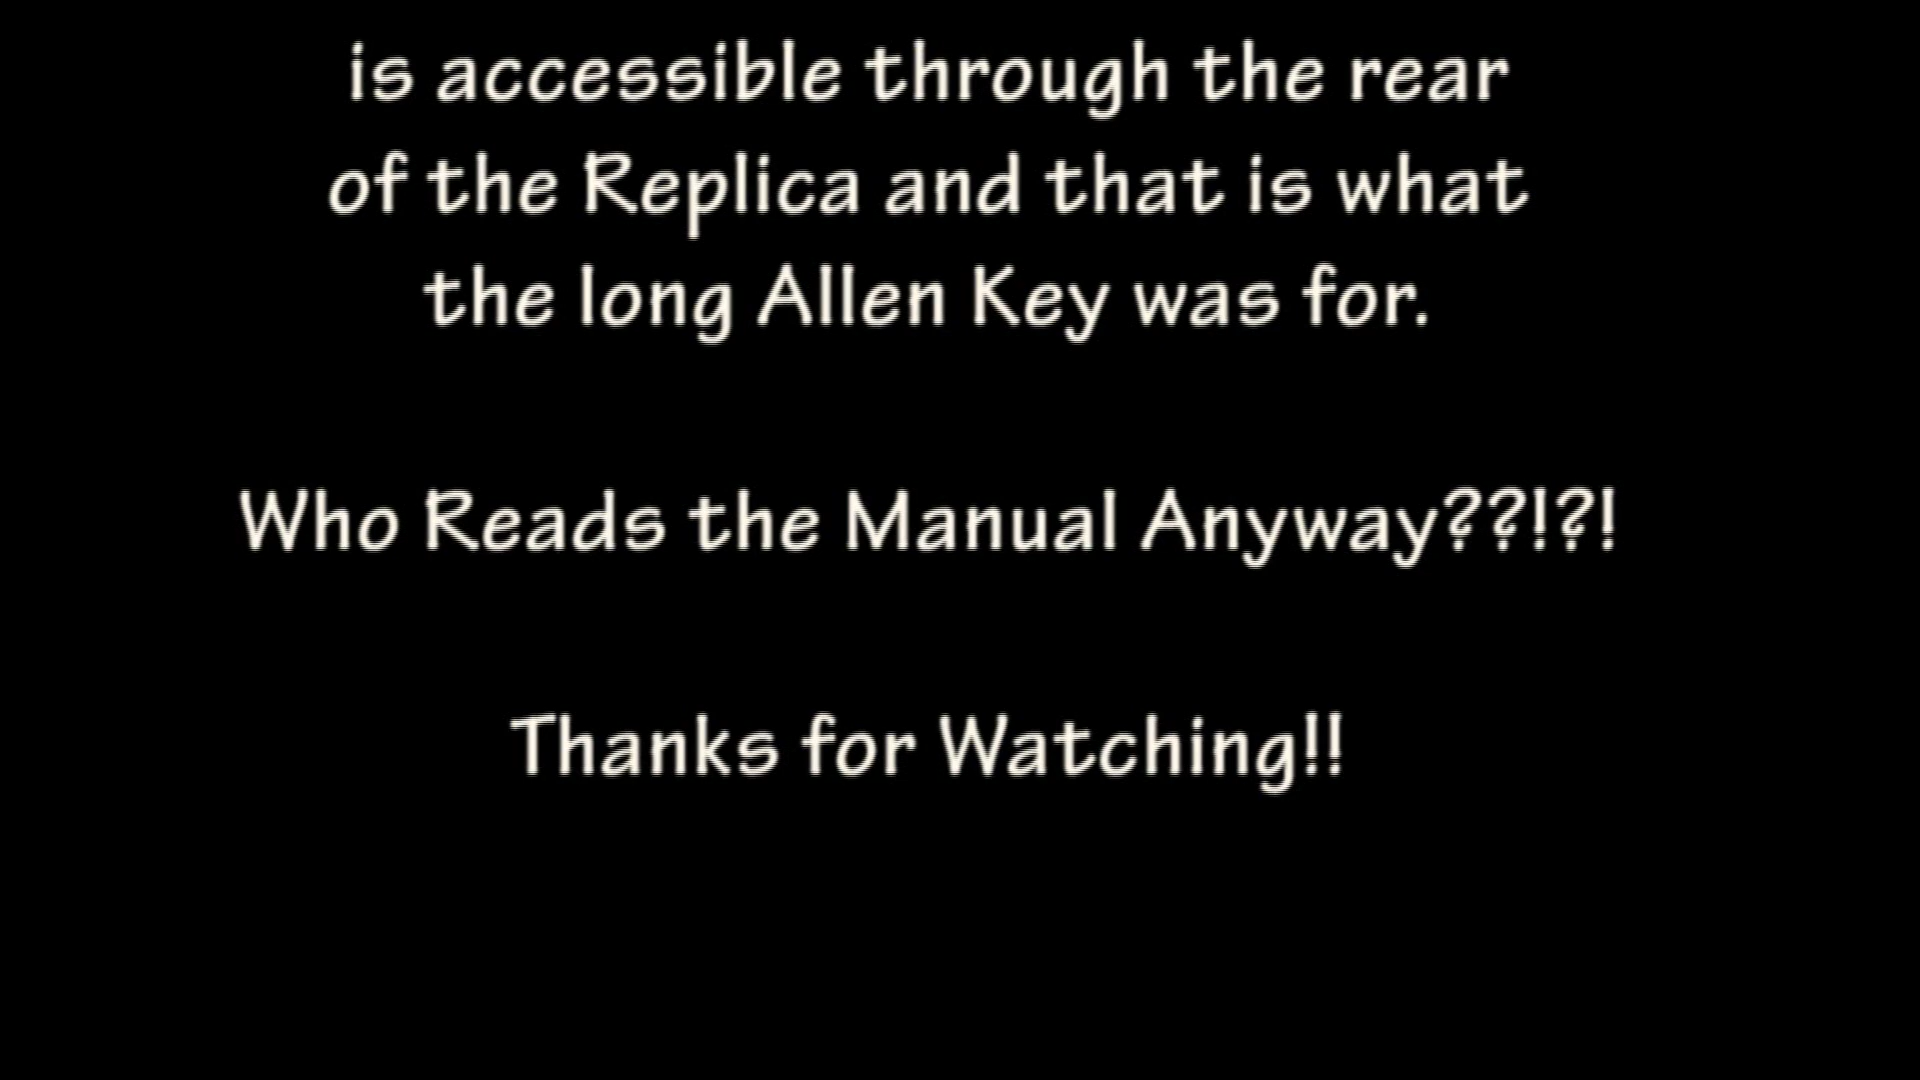 is accessible through the rear
of the Replica and that is what
the long Allen Key was for.
Who Reads the Manual Anyway??!?!
Thanks for Watching!!